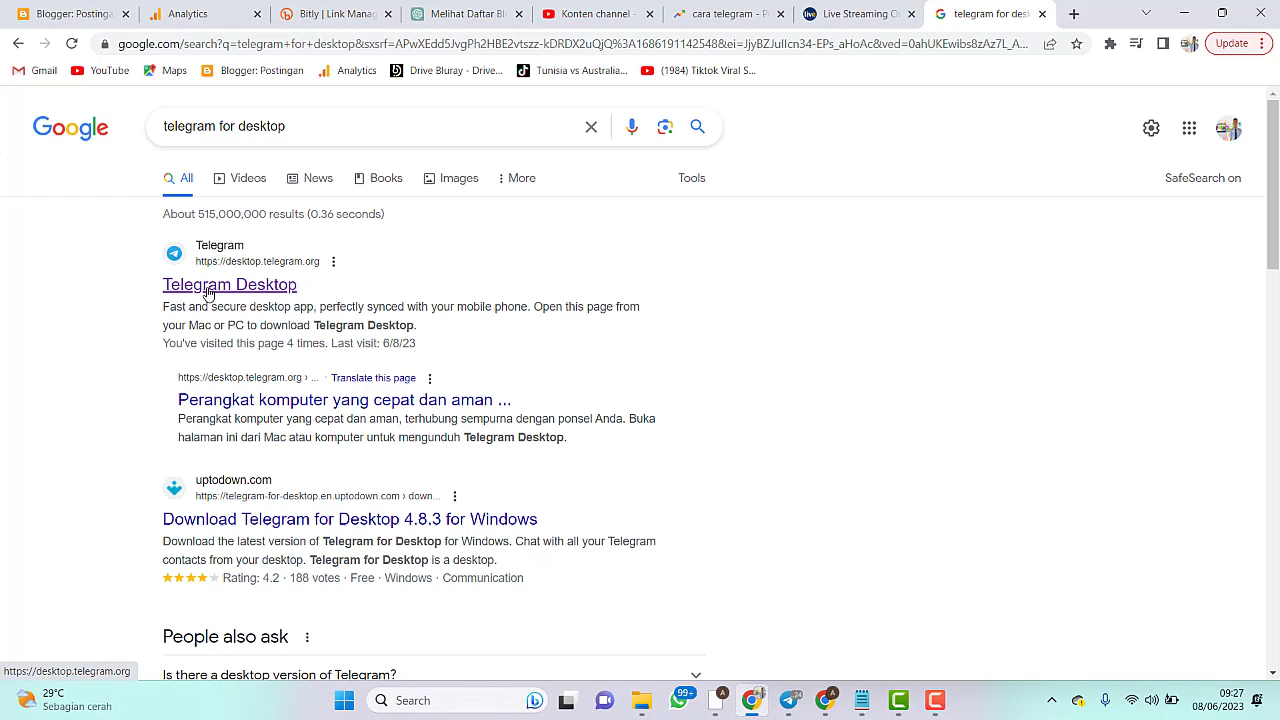 Blogger: Postinga
Analytics
Bitly | Link Manag
Melihat Daftar Blo
Konten channel -
cara telegram - Po
Live Streaming O
telegram for desk
google.com/search?q=telegram+for+desktop&sxsrf=
Update
Gmail
YouTube
Maps
Blogger: Postingan
Analytics
Drive Bluray - Drive...
Tunisia vs Australia...
(1984) Tiktok Viral S...
Google
telegram for desktop
All
Videos
News
Books
Images
More
Tools
SafeSearch on
About 515,000,000 results (0.36 seconds)
Telegram
https://desktop.telegram.org
Telegram Desktop
Fast and secure desktop app, perfectly synced with your mobile phone. Open this page from
your Mac or PC to download Telegram Desktop.
You've visited this page 4 times. Last visit: 6/8/23
https://desktop.telegram.org › ... · Translate this page
Perangkat komputer yang cepat dan aman ...
Perangkat komputer yang cepat dan aman, terhubung sempurna dengan ponsel Anda. Buka
halaman ini dari Mac atau komputer untuk mengunduh Telegram Desktop.
uptodown.com
https://telegram-for-desktop.en.uptodown.com › down...
Download Telegram for Desktop 4.8.3 for Windows
Download the latest version of Telegram for Desktop for Windows. Chat with all your Telegram
contacts from your desktop. Telegram for Desktop is a desktop.
Rating: 4.2 · 188 votes · Free · Windows · Communication
People also ask
Is there a desktop version of Telegram?
https://desktop.telegram.org
29°C
Sebagian cerah
Search
99+
A
24
A
09:27
08/06/2023